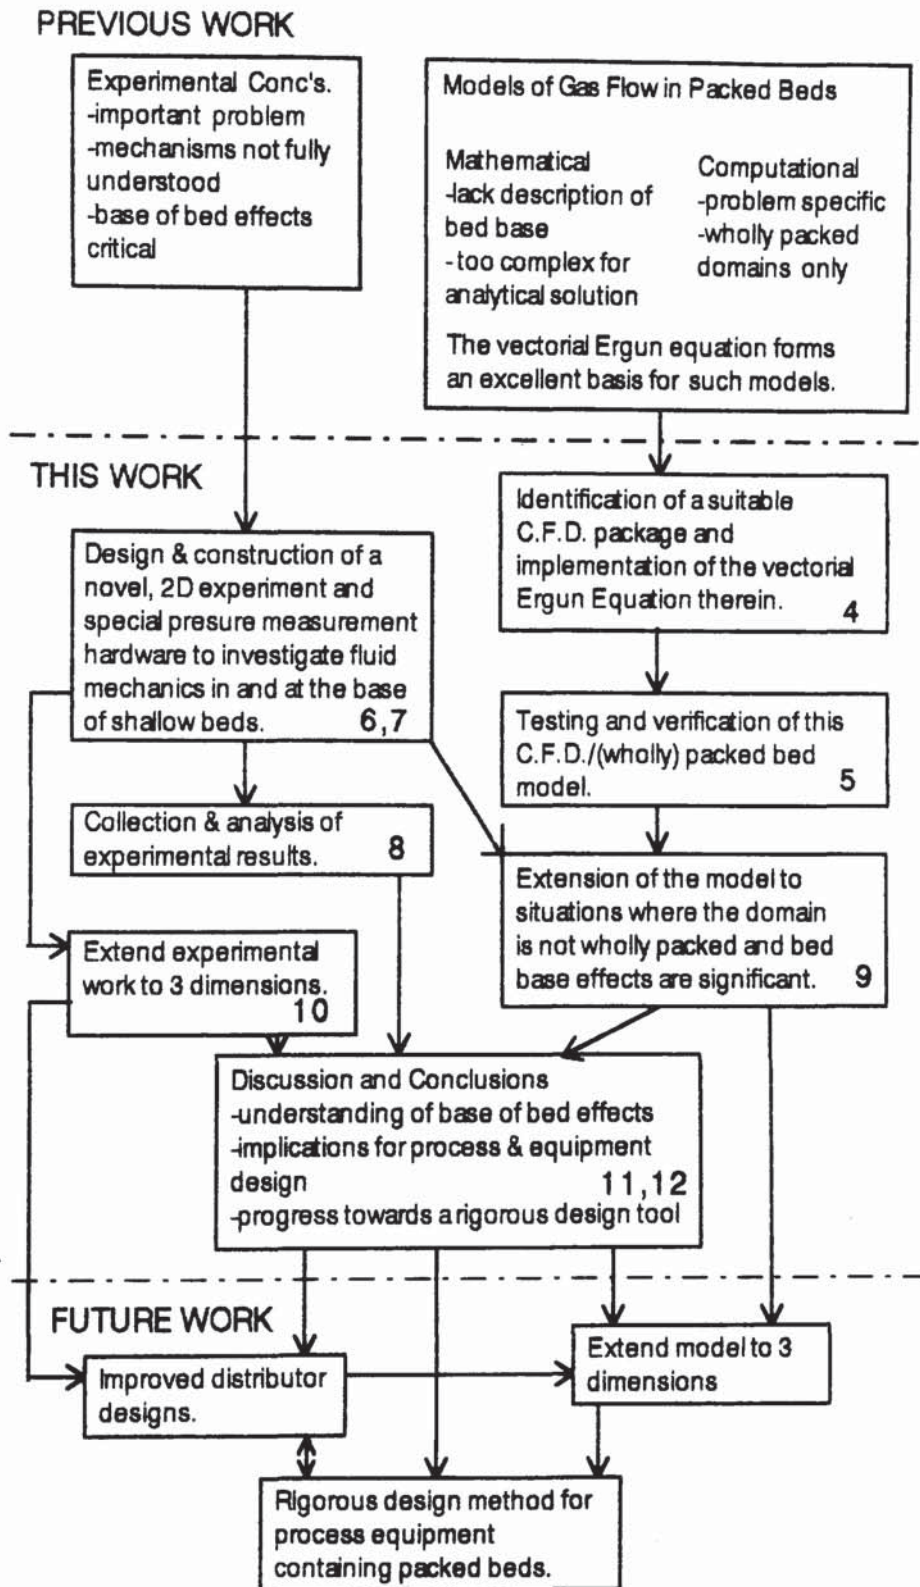 PREVIOUS WORK
Experimental Conc's.
-important problem
-mechanisms not fully
understood
-base of bed effects
critical
Models of Gas Flow in Packed Beds
Mathematical
-lack description of
bed base
-too complex for
analytical solution
Computational
-problem specific
-wholly packed
domains only
The vectorial Ergun equation forms
an excellent basis for such models.
THIS WORK
Identification of a suitable
C.F.D. package and
implementation of the vectorial
Ergun Equation therein.
4
Design & construction of a
novel, 2D experiment and
special presure measurement
hardware to investigate fluid
mechanics in and at the base
of shallow beds. 6,7
Testing and verification of this
C.F.D./(wholly) packed bed
model. 5
Collection & analysis of
experimental results. 8
Extension of the model to
situations where the domain
is not wholly packed and bed
base effects are significant. 9
Extend experimental
work to 3 dimensions.
10
Discussion and Conclusions
-understanding of base of bed effects
-implications for process & equipment
design 11,12
-progress towards a rigorous design tool
FUTURE WORK
Improved distributor
designs.
Extend model to 3
dimensions
Rigorous design method for
process equipment
containing packed beds.